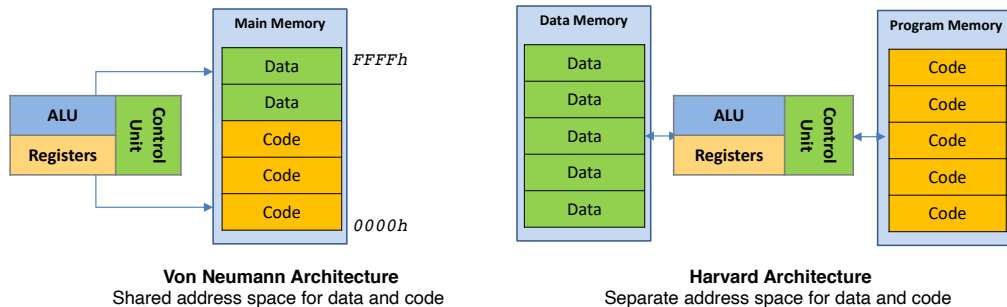 Main Memory
Data
FFFFh
Data
Code
Code
Code
0000h
ALU
Registers
Control
Unit
Von Neumann Architecture
Shared address space for data and code
Data Memory
Data
Data
Data
Data
Data
ALU
Registers
Control
Unit
Program Memory
Code
Code
Code
Code
Code
Harvard Architecture
Separate address space for data and code